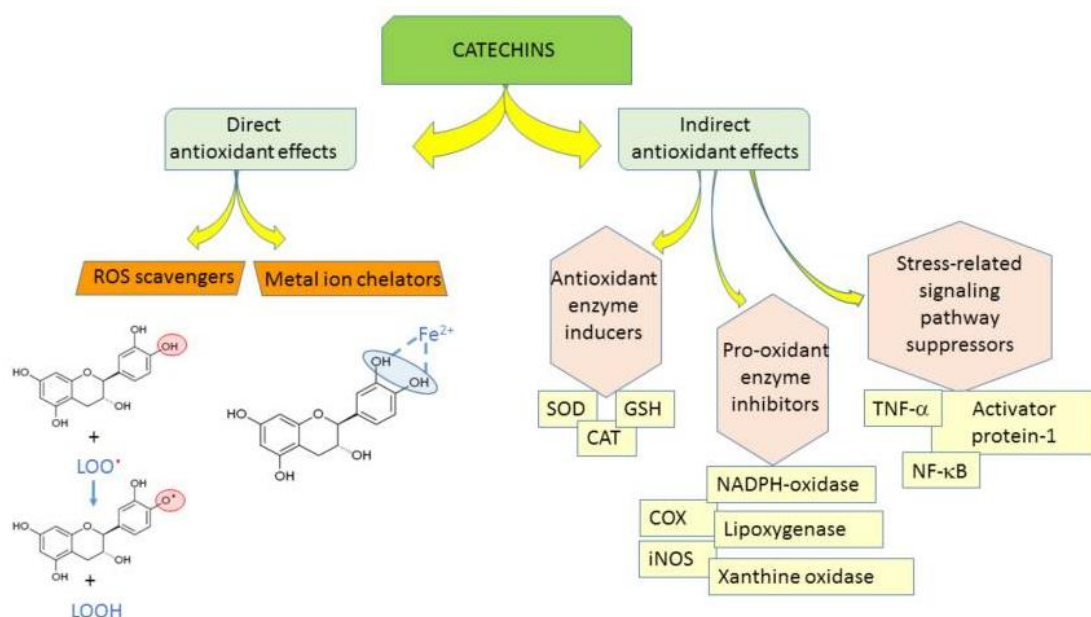 CATECHINS
Direct
antioxidant effects
Indirect
antioxidant effects
ROS scavengers
Metal ion chelators
Antioxidant
enzyme
inducers
Pro-oxidant
enzyme
inhibitors
Stress-related
signaling
pathway
suppressors
OH
OH
HO
O
OH
OH
+
LOO•
OH
O•
HO
O
OH
OH
+
LOOH
Fe2+
OH
OH
HO
O
OH
OH
SOD
GSH
CAT
NADPH-oxidase
COX
Lipoxygenase
iNOS
Xanthine oxidase
TNF-α
Activator
protein-1
NF-κB